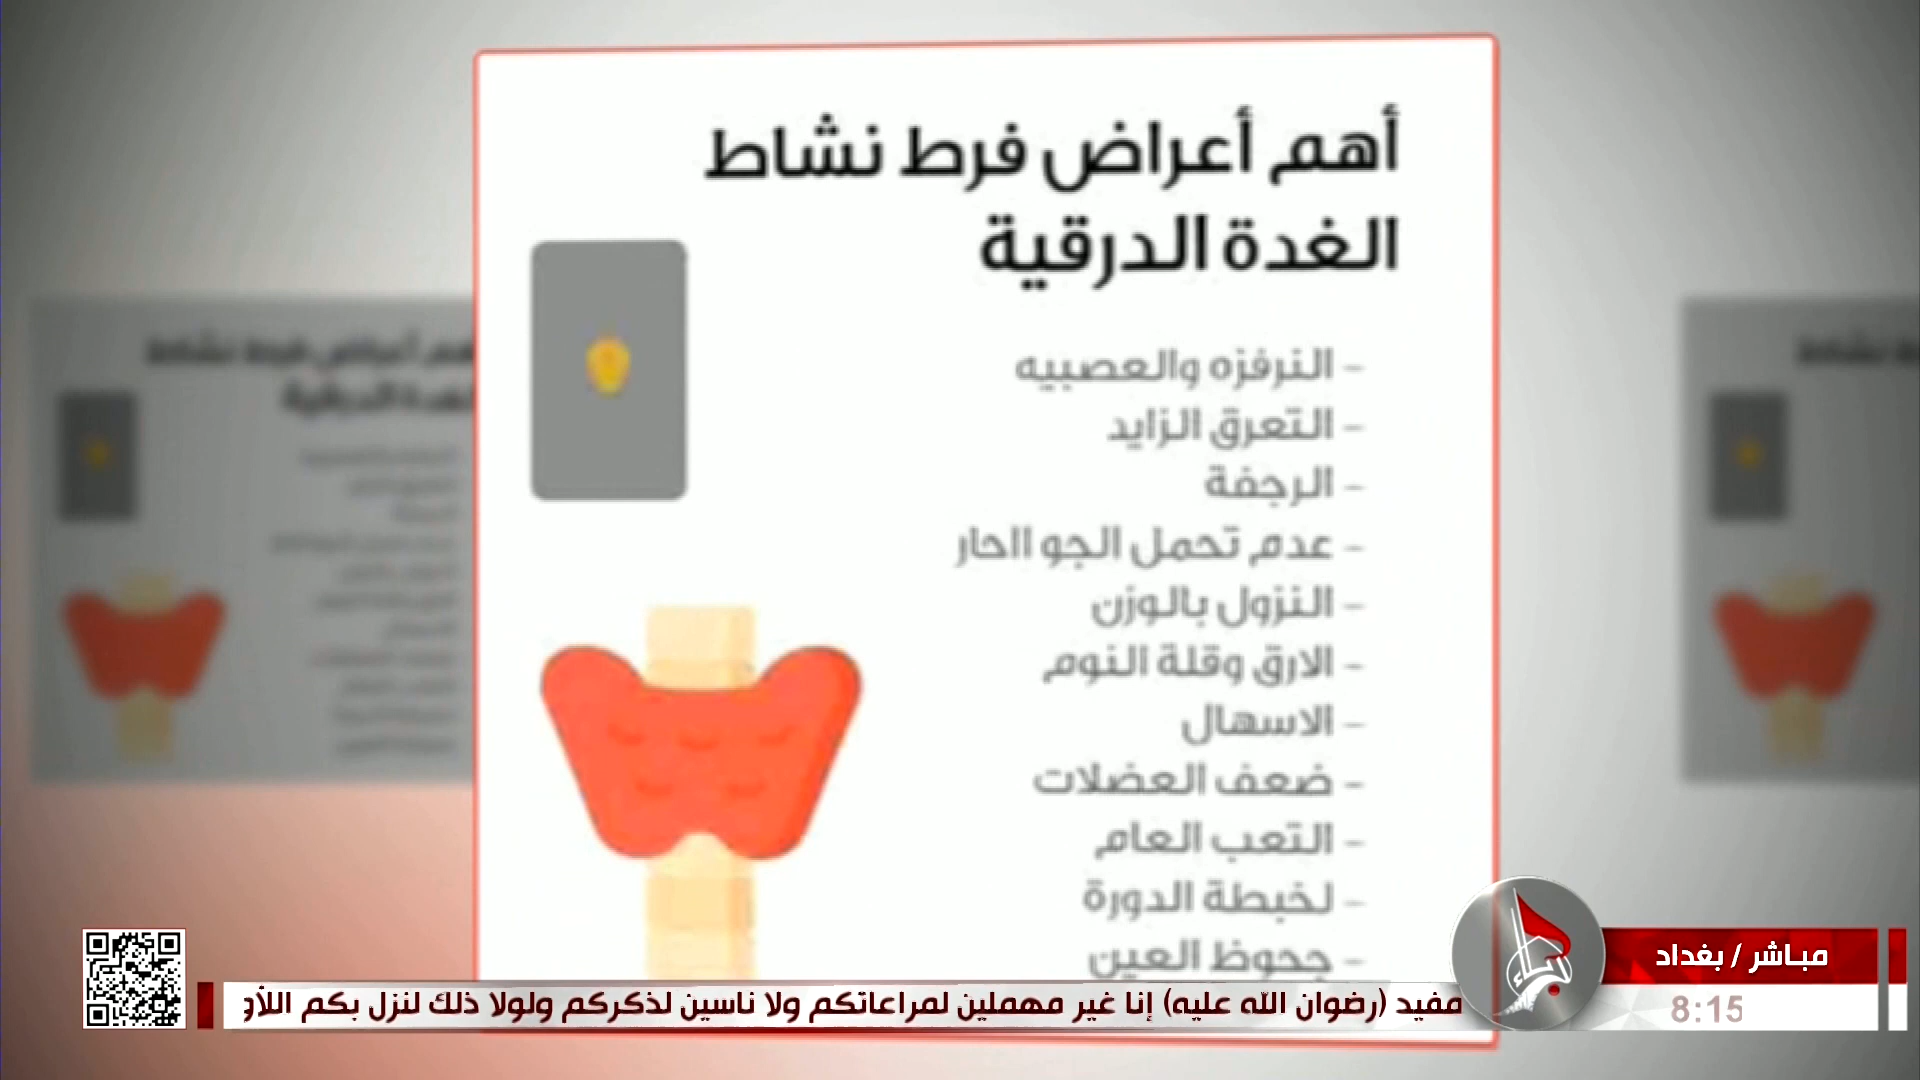 أهم أعراض فرط نشاط
الغدة الدرقية
- النرفزه والعصبيه
- التعرق الزايد
- الرجفة
- عدم تحمل الجو ااحار
- النزول بالوزن
- الارق وقلة النوم
- الاسهال
- ضعف العضلات
- التعب العام
- لخبطة الدورة
- جحوظ العين
مباشر / بغداد
8:15
مفيد (رضوان الله عليه) إنا غير مهملين لمراعاتكم ولا ناسين لذكركم ولولا ذلك لنزل بكم اللأو